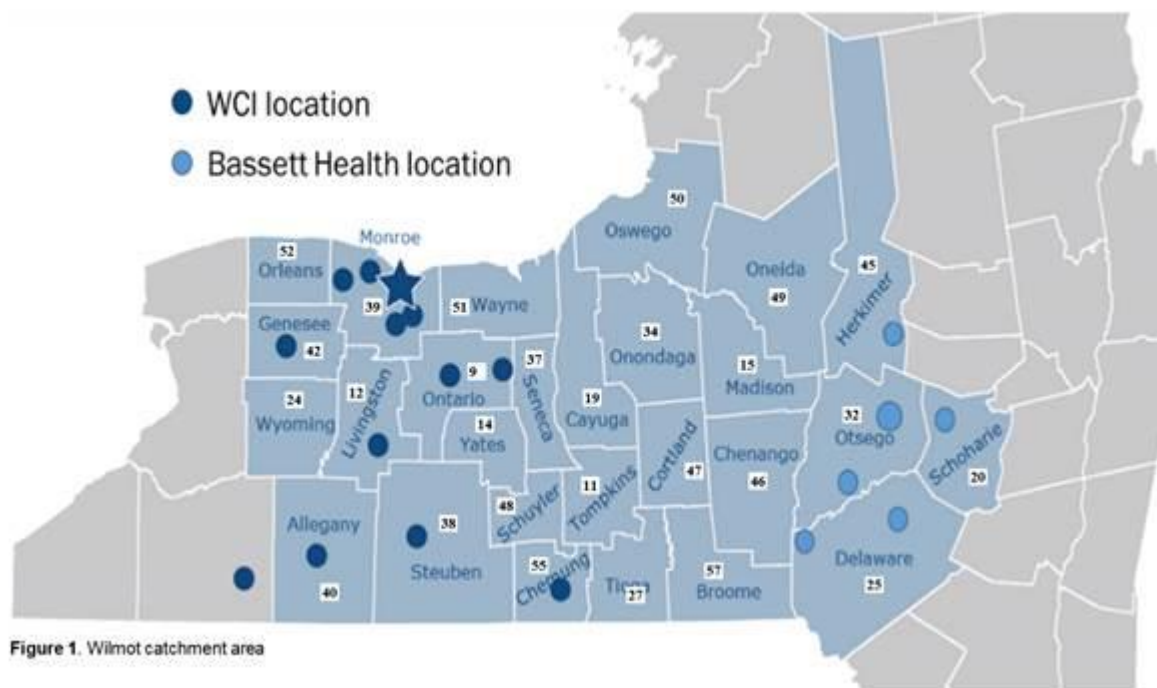 WCI location
Bassett Health location
50
Oswego
Monroe
52
Orleans
Oneida
49
45
Herkimer
39
51
Wayne
Genesee
42
37
Seneca
34
Onondaga
15
Madison
9
Ontario
12
Livingston
24
Wyoming
19
Cayuga
14
Yates
32
Otsego
Schoharie
20
Cortland
47
Chenango
46
11
Tompkins
48
Schuyler
Allegany
40
38
Steuben
55
Chemung
Tioga
27
57
Broome
Delaware
25
Figure 1. Wilmot catchment area